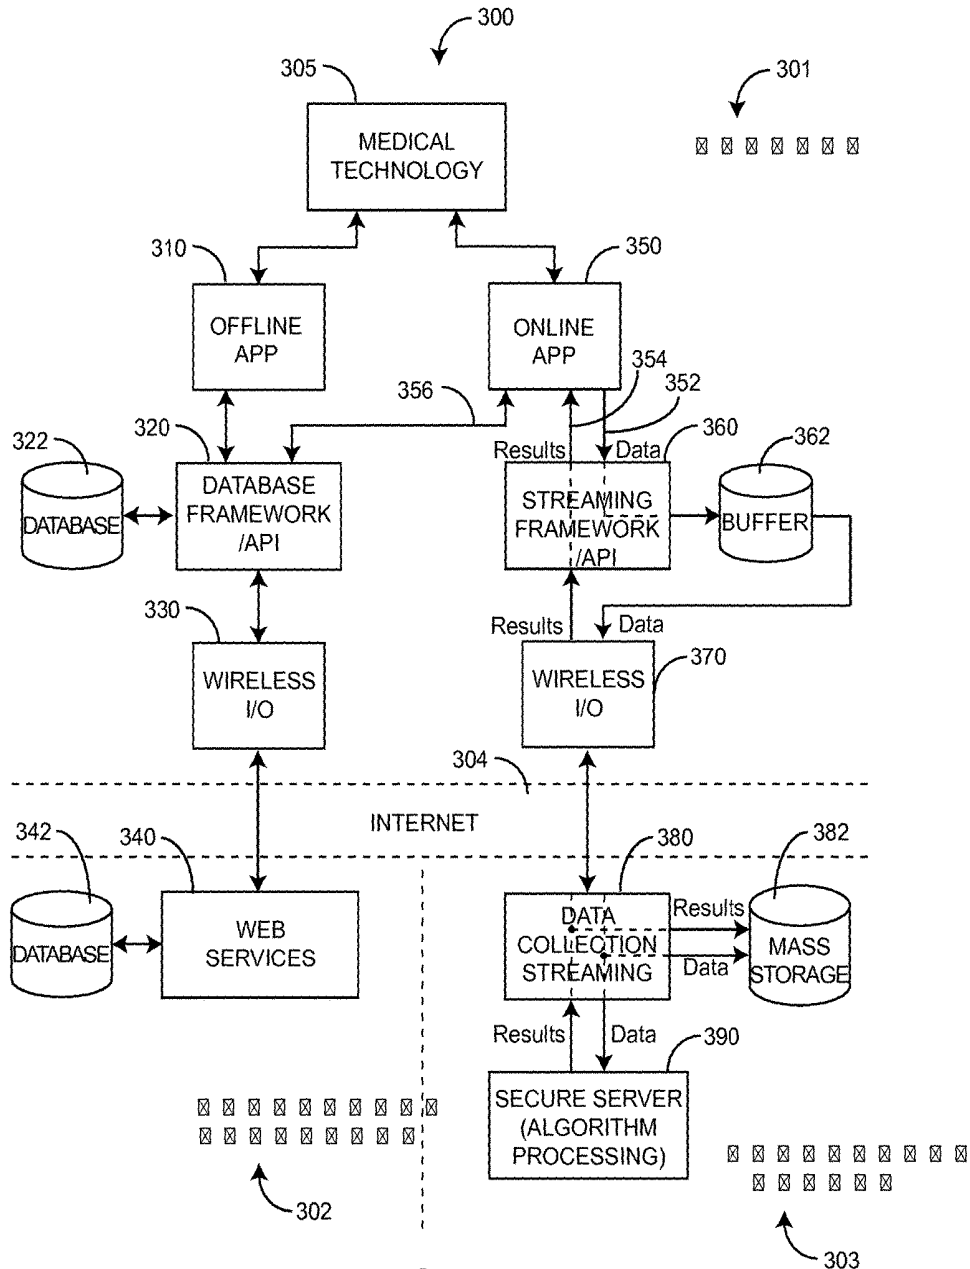 300
305
301
MEDICAL
TECHNOLOGY
310
350
OFFLINE
APP
ONLINE
APP
354
352
356
322
320
Results
Data
360
362
DATABASE
DATABASE
FRAMEWORK
/API
STREAMING
FRAMEWORK
/API
BUFFER
330
Results
Data
370
WIRELESS
I/O
WIRELESS
I/O
304
INTERNET
342
340
380
382
DATABASE
WEB
SERVICES
DATA
COLLECTION
STREAMING
Results
Data
MASS
STORAGE
Results
Data
390
SECURE SERVER
(ALGORITHM
PROCESSING)
302
303